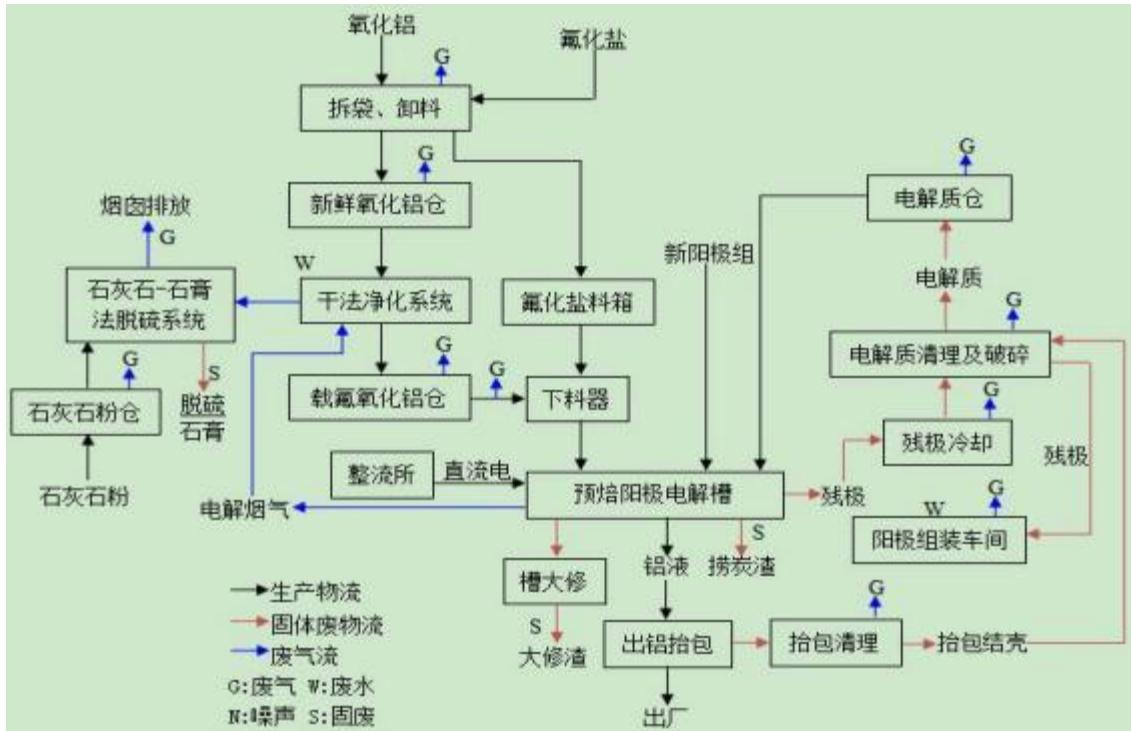 氧化铝
氟化盐
G
拆袋、卸料
G
新鲜氧化铝仓
G
电解质仓
烟囱排放
G
新阳极组
W
石灰石-石膏
法脱硫系统
干法净化系统
氟化盐料箱
电解质
G
电解质清理及破碎
G
石灰石粉仓
S
脱硫
石膏
G
载氟氧化铝仓
G
下料器
G
残极冷却
残极
石灰石粉
整流所
直流电
预焙阳极电解槽
残极
电解烟气
G
W
阳极组装车间
S
槽大修
铝液
捞炭渣
生产物流
固体废物流
废气流
G:废气 W:废水
N:噪声 S:固废
S
大修渣
出铝抬包
G
抬包清理
抬包结壳
出厂